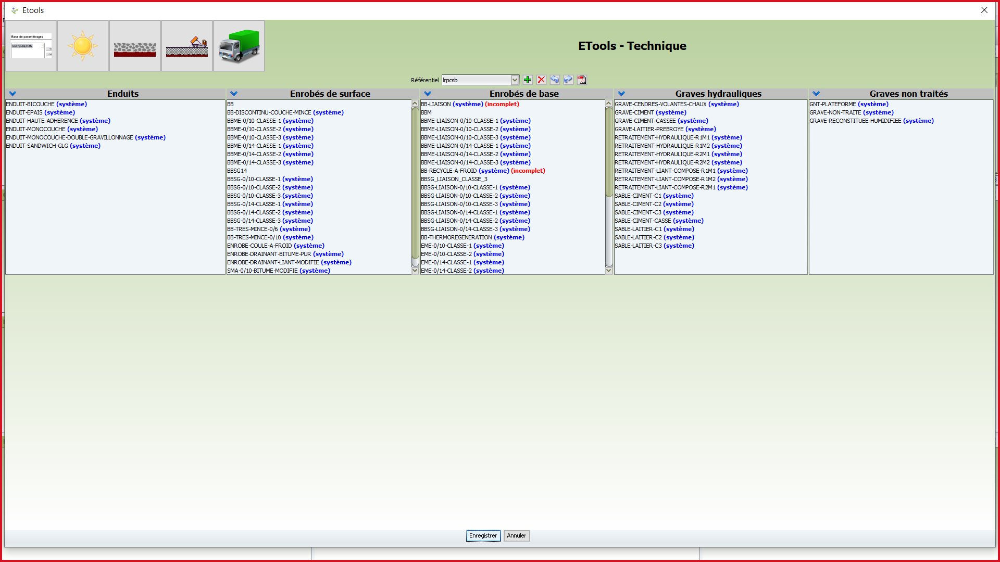 Etools
Base de paramétrages
LCPC-SETRA
ETools - Technique
Référentiel lrpcsb
Enduits
ENDUIT-BICOUCHE (système)
ENDUIT-EPAIS (système)
ENDUIT-HAUTE-ADHERENCE (système)
ENDUIT-MONOCOUCHE (système)
ENDUIT-MONOCOUCHE-DOUBLE-GRAVILLONNAGE (système)
ENDUIT-SANDWICH-GLG (système)
Enrobés de surface
BB
BB-DISCONTINU-COUCHE-MINCE (système)
BBME-0/10-CLASSE-1 (système)
BBME-0/10-CLASSE-2 (système)
BBME-0/10-CLASSE-3 (système)
BBME-0/14-CLASSE-1 (système)
BBME-0/14-CLASSE-2 (système)
BBME-0/14-CLASSE-3 (système)
BBSG14
BBSG-0/10-CLASSE-1 (système)
BBSG-0/10-CLASSE-2 (système)
BBSG-0/10-CLASSE-3 (système)
BBSG-0/14-CLASSE-1 (système)
BBSG-0/14-CLASSE-2 (système)
BBSG-0/14-CLASSE-3 (système)
BB-TRES-MINCE-0/6 (système)
BB-TRES-MINCE-0/10 (système)
ENROBE-COULE-A-FROID (système)
ENROBE-DRAINANT-BITUME-PUR (système)
ENROBE-DRAINANT-LIANT-MODIFIE (système)
SMA-0/10-BITUME-MODIFIE (système)
Enrobés de base
BB-LIAISON (système) (incomplet)
BBM
BBME-LIAISON-0/10-CLASSE-1 (système)
BBME-LIAISON-0/10-CLASSE-2 (système)
BBME-LIAISON-0/10-CLASSE-3 (système)
BBME-LIAISON-0/14-CLASSE-1 (système)
BBME-LIAISON-0/14-CLASSE-2 (système)
BBME-LIAISON-0/14-CLASSE-3 (système)
BB-RECYCLE-A-FROID (système) (incomplet)
BBSG_LIAISON_CLASSE_3
BBSG-LIAISON-0/10-CLASSE-1 (système)
BBSG-LIAISON-0/10-CLASSE-2 (système)
BBSG-LIAISON-0/10-CLASSE-3 (système)
BBSG-LIAISON-0/14-CLASSE-1 (système)
BBSG-LIAISON-0/14-CLASSE-2 (système)
BBSG-LIAISON-0/14-CLASSE-3 (système)
BB-THERMOREGENERATION (système)
EME-0/10-CLASSE-1 (système)
EME-0/10-CLASSE-2 (système)
EME-0/14-CLASSE-1 (système)
EME-0/14-CLASSE-2 (système)
Graves hydrauliques
GRAVE-CENDRES-VOLANTES-CHAUX (système)
GRAVE-CIMENT (système)
GRAVE-CIMENT-CASSEE (système)
GRAVE-LAITIER-PREBROYE (système)
RETRAITEMENT-HYDRAULIQUE-R1M1 (système)
RETRAITEMENT-HYDRAULIQUE-R1M2 (système)
RETRAITEMENT-HYDRAULIQUE-R2M1 (système)
RETRAITEMENT-HYDRAULIQUE-R2M2 (système)
RETRAITEMENT-LIANT-COMPOSE-R1M1 (système)
RETRAITEMENT-LIANT-COMPOSE-R1M2 (système)
RETRAITEMENT-LIANT-COMPOSE-R2M1 (système)
SABLE-CIMENT-C1 (système)
SABLE-CIMENT-C2 (système)
SABLE-CIMENT-C3 (système)
SABLE-CIMENT-CASSE (système)
SABLE-LAITIER-C1 (système)
SABLE-LAITIER-C2 (système)
SABLE-LAITIER-C3 (système)
Graves non traités
GNT-PLATEFORME (système)
GRAVE-NON-TRAITE (système)
GRAVE-RECONSTITUEE-HUMIDIFIEE (système)
Enregistrer
Annuler